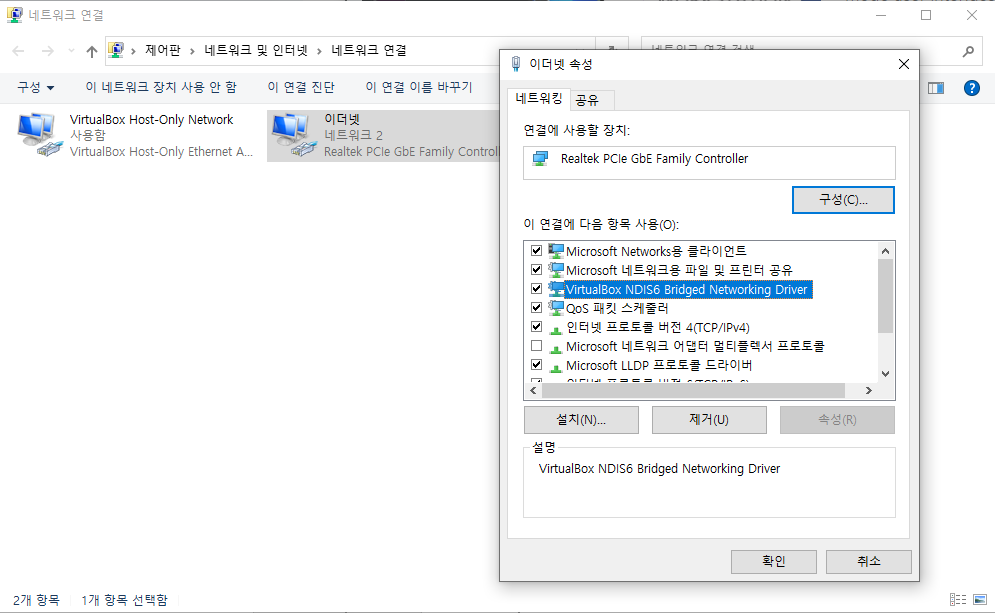 네트워크 연결
제어판 › 네트워크 및 인터넷 › 네트워크 연결
구성
이 네트워크 장치 사용 안 함
이 연결 진단
이 연결 이름 바꾸기
VirtualBox Host-Only Network
사용함
VirtualBox Host-Only Ethernet A...
이더넷
네트워크 2
Realtek PCIe GbE Family Controll
이더넷 속성
네트워킹
공유
연결에 사용할 장치:
Realtek PCIe GbE Family Controller
구성(C)...
이 연결에 다음 항목 사용(O):
Microsoft Networks용 클라이언트
Microsoft 네트워크용 파일 및 프린터 공유
VirtualBox NDIS6 Bridged Networking Driver
QoS 패킷 스케줄러
인터넷 프로토콜 버전 4(TCP/IPv4)
Microsoft 네트워크 어댑터 멀티플렉서 프로토콜
Microsoft LLDP 프로토콜 드라이버
설치(N)...
제거(U)
속성(R)
설명
VirtualBox NDIS6 Bridged Networking Driver
확인
취소
2개 항목
1개 항목 선택함